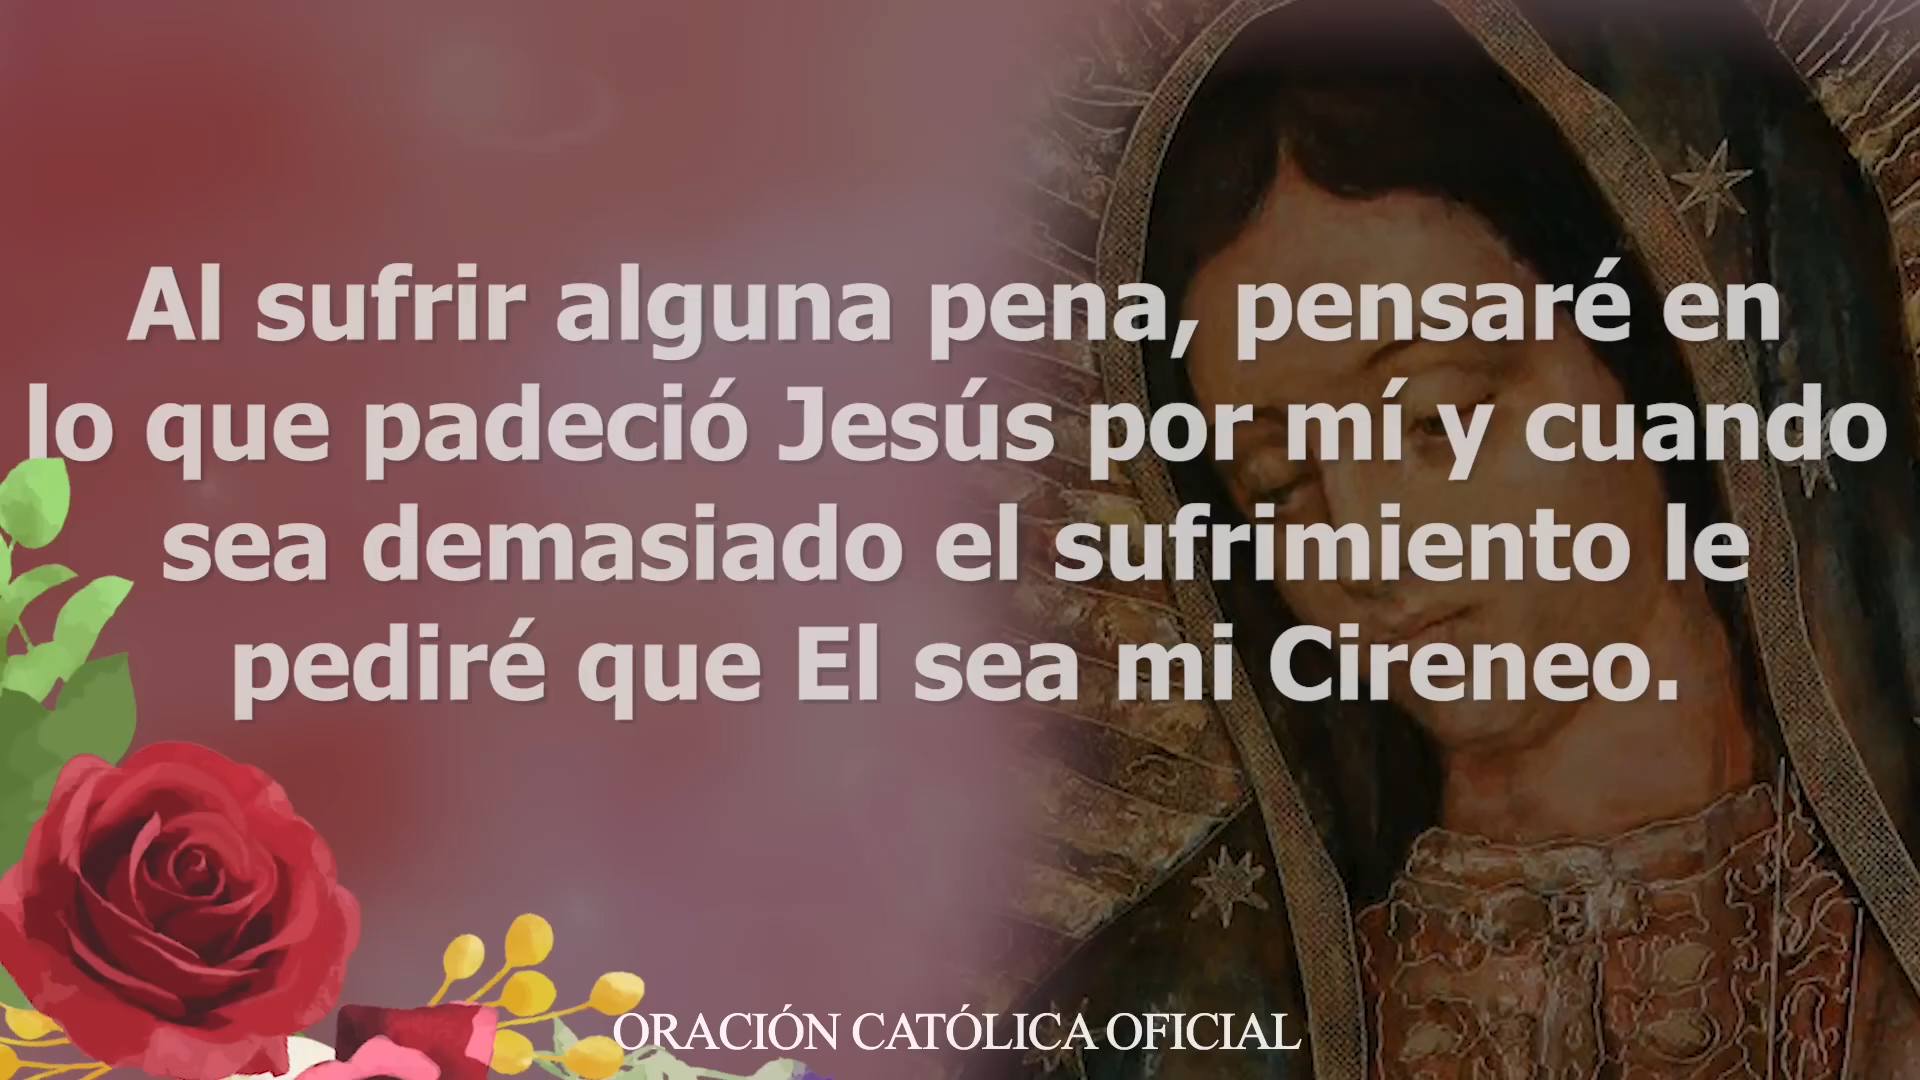 Al sufrir alguna pena, pensaré en
lo que padeció Jesús por mí y cuando
sea demasiado el sufrimiento le
pediré que El sea mi Cireneo.
ORACIÓN CATÓLICA OFICIAL